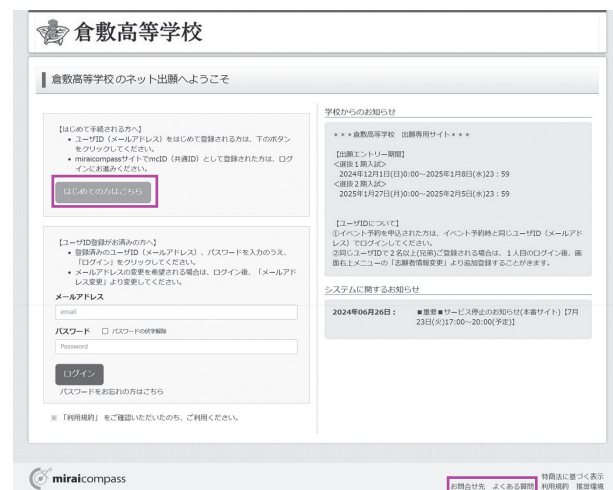 倉敷高等学校
倉敷高等学校のネット出願へようこそ
【はじめて手続される方へ】
• ユーザID（メールアドレス）をはじめて登録される方は、下のボタン
をクリックしてください。
• miraicompassサイトでmcID（共通ID）として登録された方は、ログ
インにお進みください。
はじめての方はこちら
【ユーザID登録がお済みの方へ】
• 登録済みのユーザID（メールアドレス）、パスワードを入力のうえ、
「ログイン」をクリックしてください。
• メールアドレスの変更を希望される場合は、ログイン後、「メールアド
レス変更」より変更してください。
メールアドレス
email
パスワード □ パスワードの伏字解除
Password
ログイン
パスワードをお忘れの方はこちら
※ 「利用規約」 をご確認いただいたのち、ご利用ください。
学校からのお知らせ
＊＊＊倉敷高等学校 出願専用サイト＊＊＊
【出願エントリー期間】
＜選抜１期入試＞
2024年12月1日(日)0:00～2025年1月8日(水)23：59
＜選抜２期入試＞
2025年1月27日(月)0:00～2025年2月5日(水)23：59
【ユーザIDについて】
①イベント予約を申込された方は、イベント予約時と同じユーザID（メールアド
レス）でログインしてください。
②同じユーザIDで２名以上(兄弟)ご登録される場合は、１人目のログイン後、画
面右上メニューの「志願者情報変更」より追加登録することがきます。
システムに関するお知らせ
2024年06月26日： ■重要■サービス停止のお知らせ(本番サイト)【7月
23日(火)17:00～20:00(予定)】
miraicompass
特商法に基づく表示
お問合せ先 よくある質問 利用規約 推奨環境